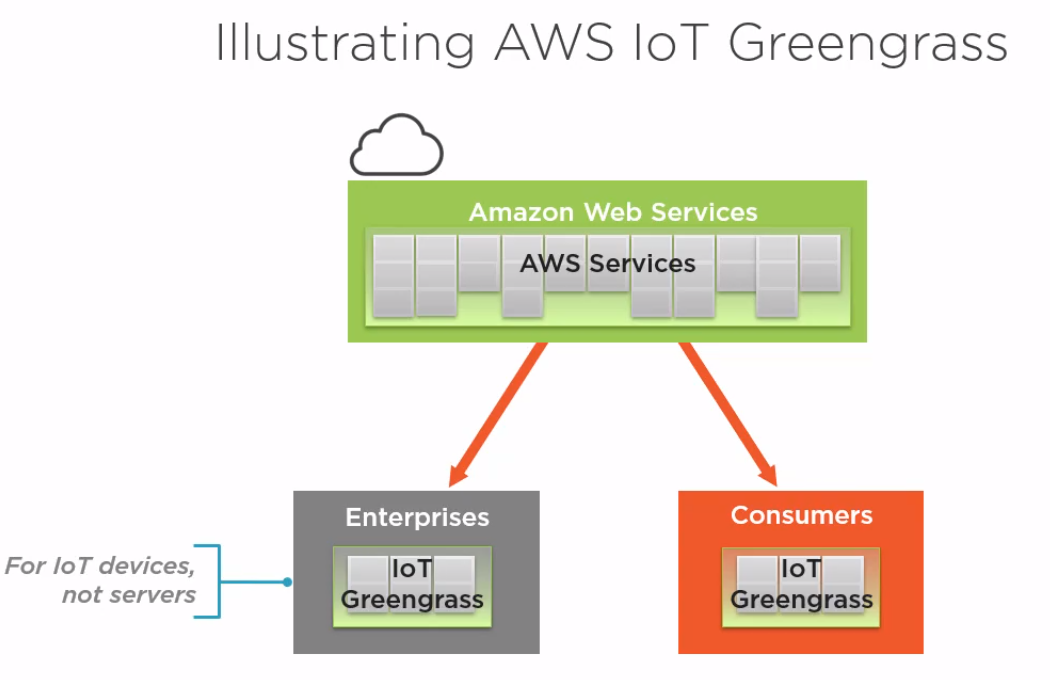 Illustrating AWS IoT Greengrass
Amazon Web Services
AWS Services
Enterprises
IoT
Greengrass
Consumers
IoT
Greengrass
For IoT devices,
not servers